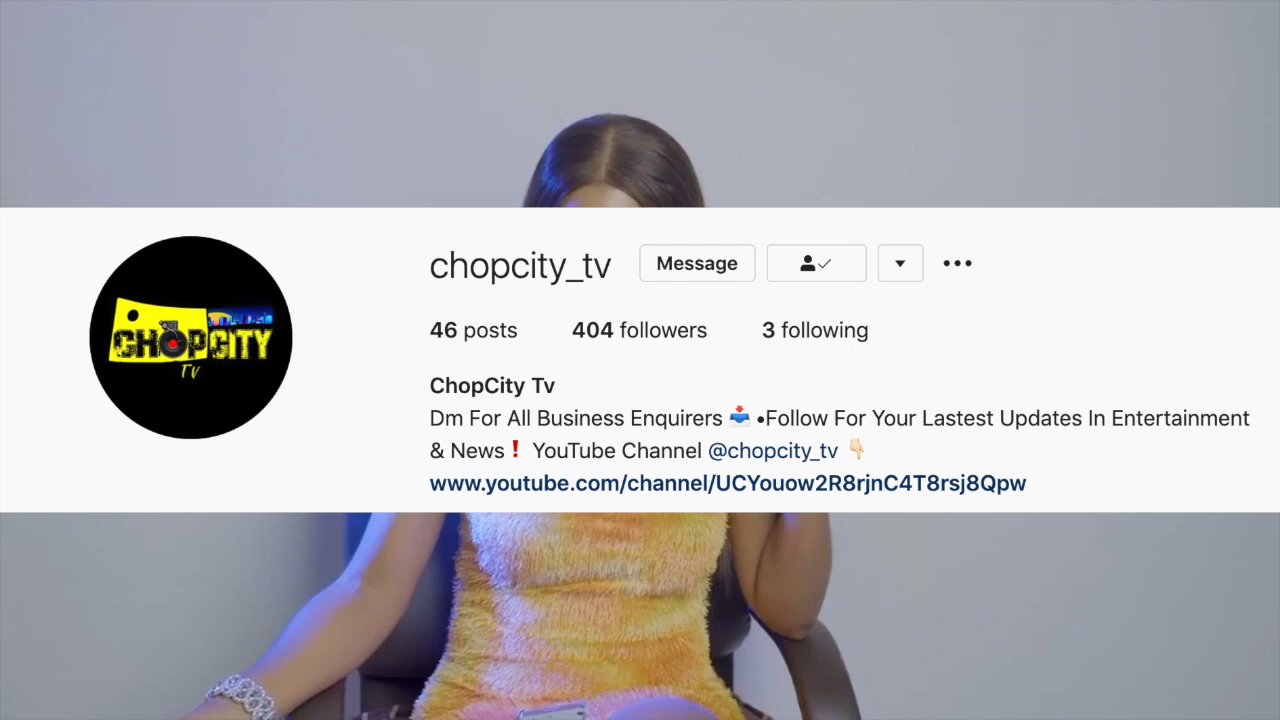 chopcity_tv Message
46 posts 404 followers 3 following
CHOPCITY
Tv
ChopCity Tv
Dm For All Business Enquirers 📥 •Follow For Your Lastest Updates In Entertainment
& News❗ YouTube Channel @chopcity_tv 👇🏻
www.youtube.com/channel/UCYouow2R8rjnC4T8rsj8Qpw